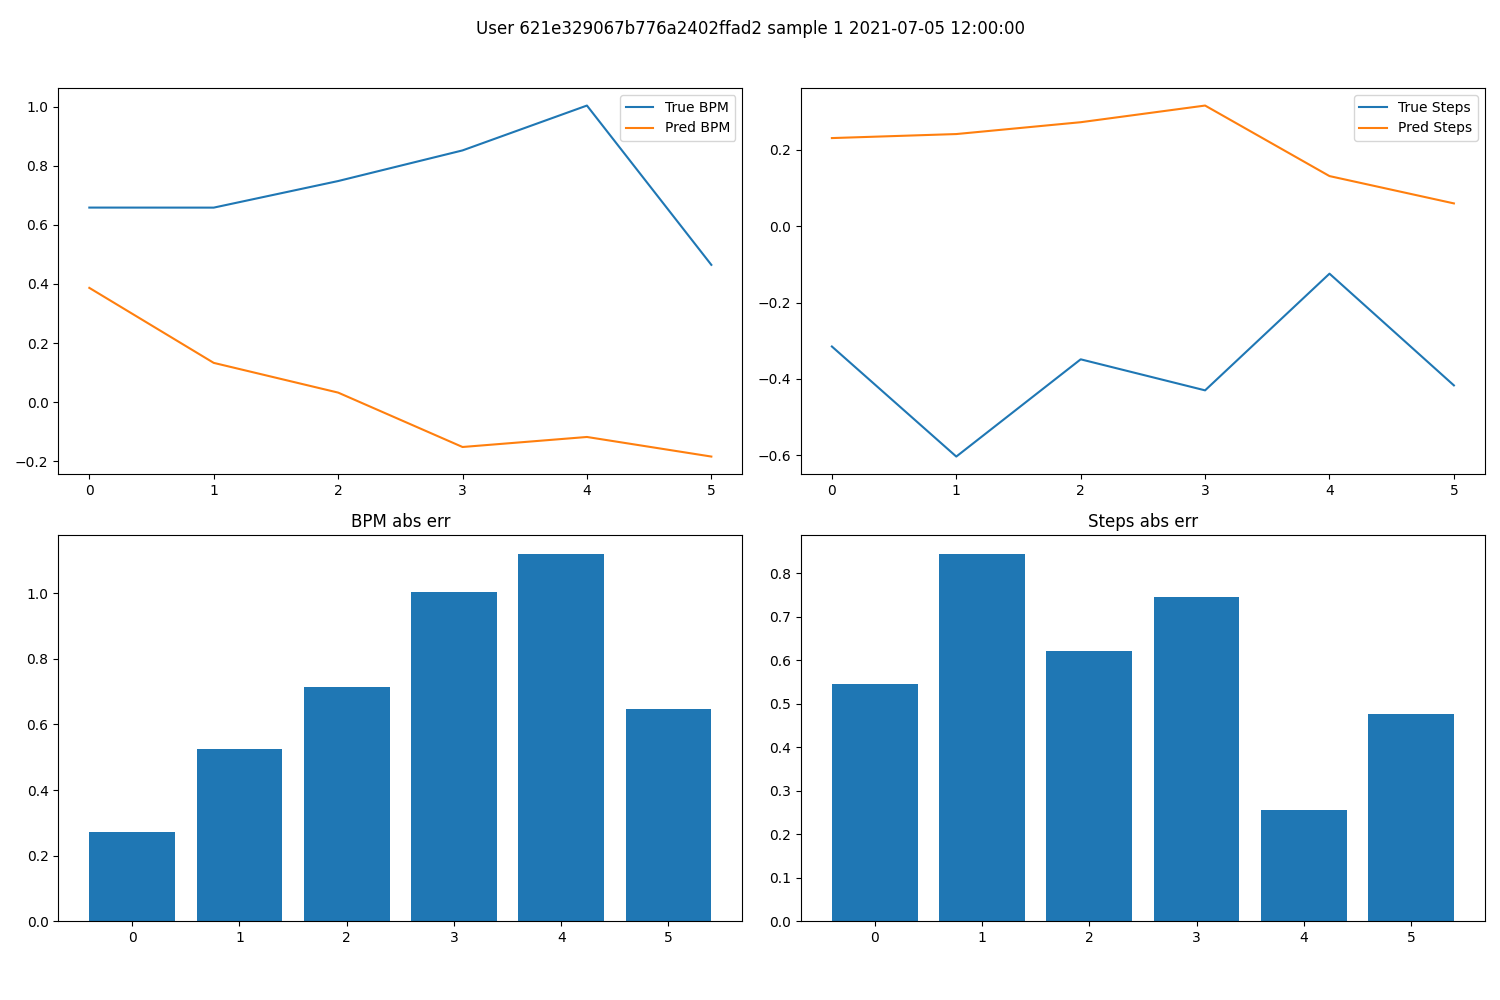 User 621e329067b776a2402ffad2 sample 1 2021-07-05 12:00:00
True BPM
Pred BPM
1.0
0.8
0.6
0.4
0.2
0.0
−0.2
0 1 2 3 4 5
True Steps
Pred Steps
0.2
0.0
−0.2
−0.4
−0.6
0 1 2 3 4 5
BPM abs err
1.0
0.8
0.6
0.4
0.2
0.0
0 1 2 3 4 5
Steps abs err
0.8
0.7
0.6
0.5
0.4
0.3
0.2
0.1
0.0
0 1 2 3 4 5